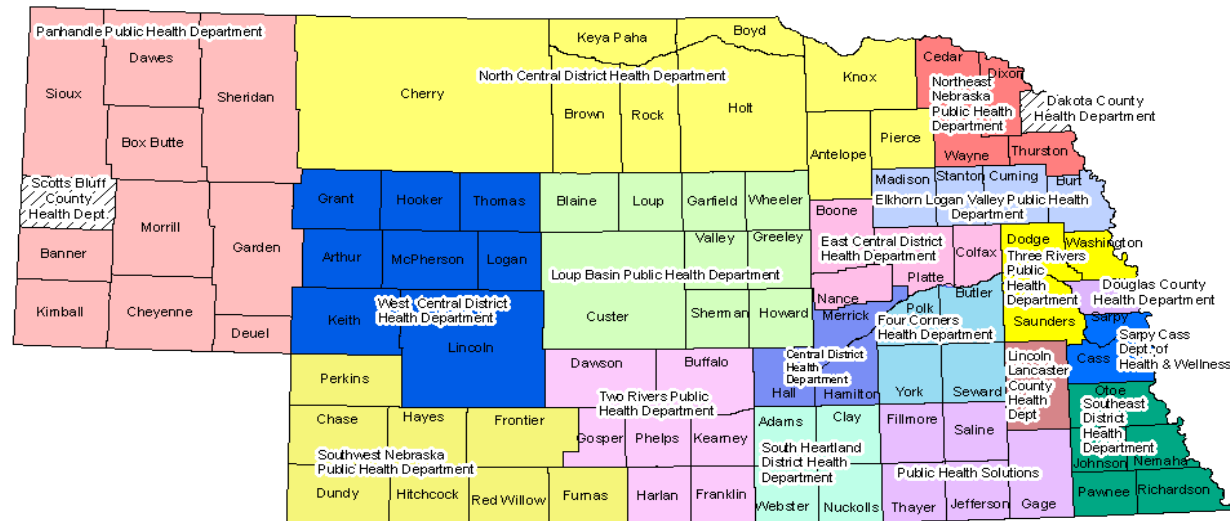 Panhandle Public Health Department
Dawes
Sioux
Sheridan
Box Butte
Scotts Bluff
County
Health Dept.
Morrill
Garden
Banner
Kimball
Cheyenne
Deuel
Keya Paha
Boyd
North Central District Health Department
Cherry
Brown
Rock
Holt
Knox
Antelope
Pierce
Cedar
Dixon
Northeast
Nebraska
Public Health
Department
Wayne
Thurston
Dakota County
Health Department
Grant
Hooker
Thomas
Arthur
McPherson
Logan
Keith
West Central District
Health Department
Lincoln
Blaine
Loup
Garfield
Wheeler
Valley
Greeley
Loup Basin Public Health Department
Custer
Sherman
Howard
Madison
Stanton
Cuming
Burt
Elkhorn Logan Valley Public Health
Department
Boone
East Central District
Health Department
Colfax
Platte
Nance
Dodge
Washington
Three Rivers
Public
Health
Department
Saunders
Douglas County
Health Department
Sarpy
Cass
Sarpy Cass
Dept. of
Health & Wellness
Merrick
Central District
Health
Department
Hall
Hamilton
Polk
Butler
Four Corners
Health Department
York
Seward
Lincoln
Lancaster
County
Health
Dept
Otoe
Southeast
District
Health
Department
Johnson
Nemaha
Pawnee
Richardson
Perkins
Chase
Hayes
Frontier
Southwest Nebraska
Public Health Department
Dundy
Hitchcock
Red Willow
Furnas
Dawson
Buffalo
Two Rivers Public
Health Department
Gosper
Phelps
Kearney
Harlan
Franklin
Adams
Clay
South Heartland
District Health
Department
Webster
Nuckolls
Fillmore
Saline
Public Health Solutions
Thayer
Jefferson
Gage